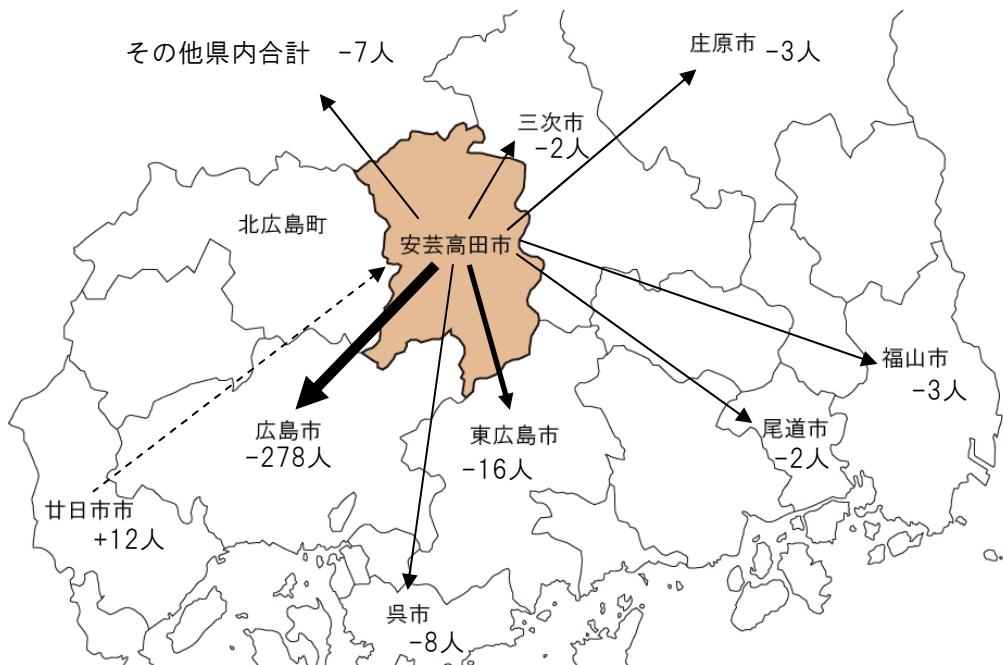 その他県内合計　-7人
庄原市 -3人
三次市
-2人
北広島町
安芸高田市
福山市
-3人
広島市
-278人
東広島市
-16人
尾道市
-2人
廿日市市
+12人
呉市
-8人